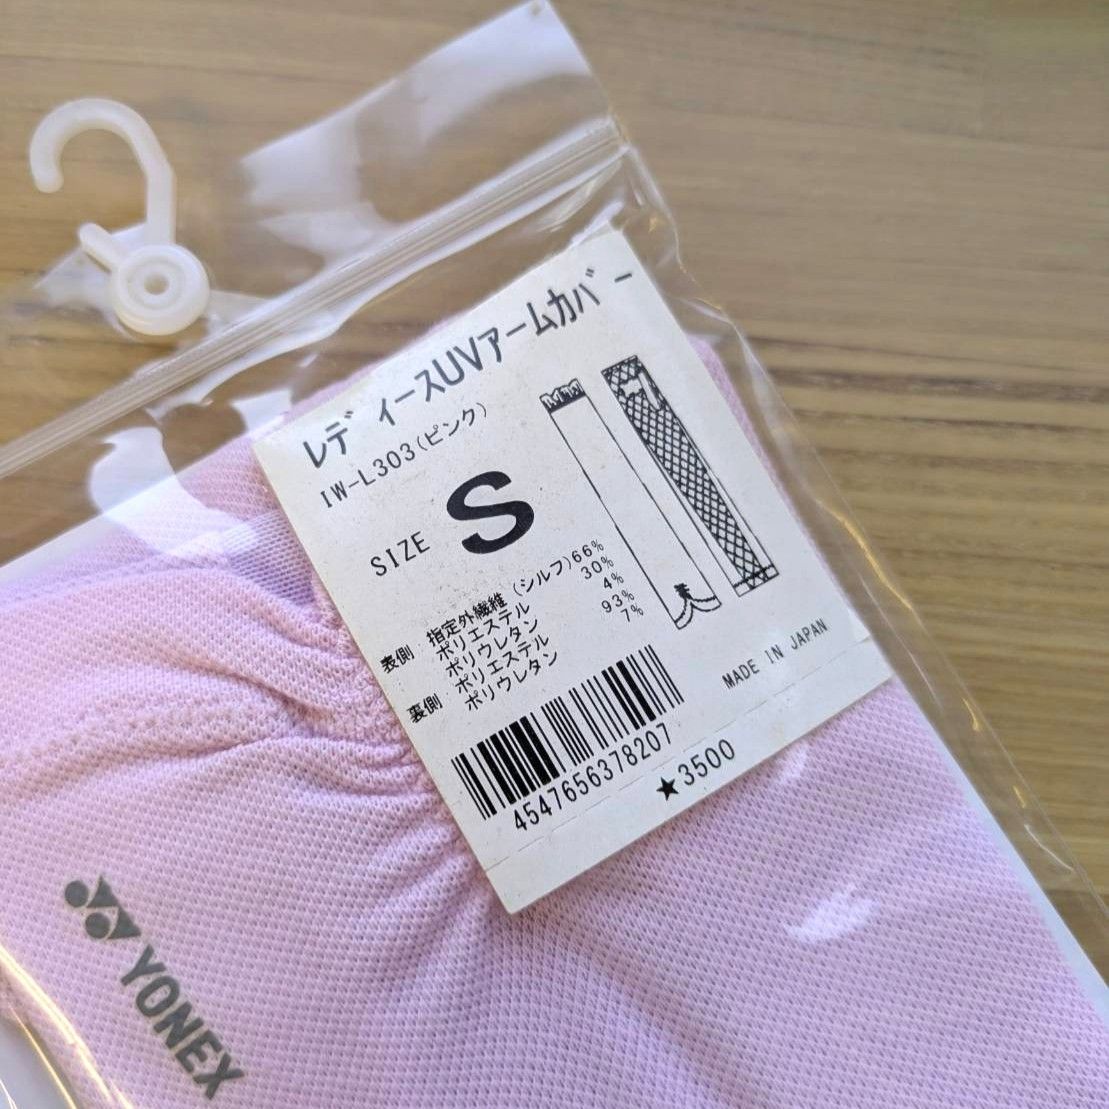 レディースUVアームカバー
IW-L303(ピンク)
SIZE S
表側 指定外繊維(シルフ)66%
ポリエステル 30%
ポリウレタン 4%
裏側 ポリエステル 93%
ポリウレタン 7%
MADE IN JAPAN
4547656378207
★3500
YONEX